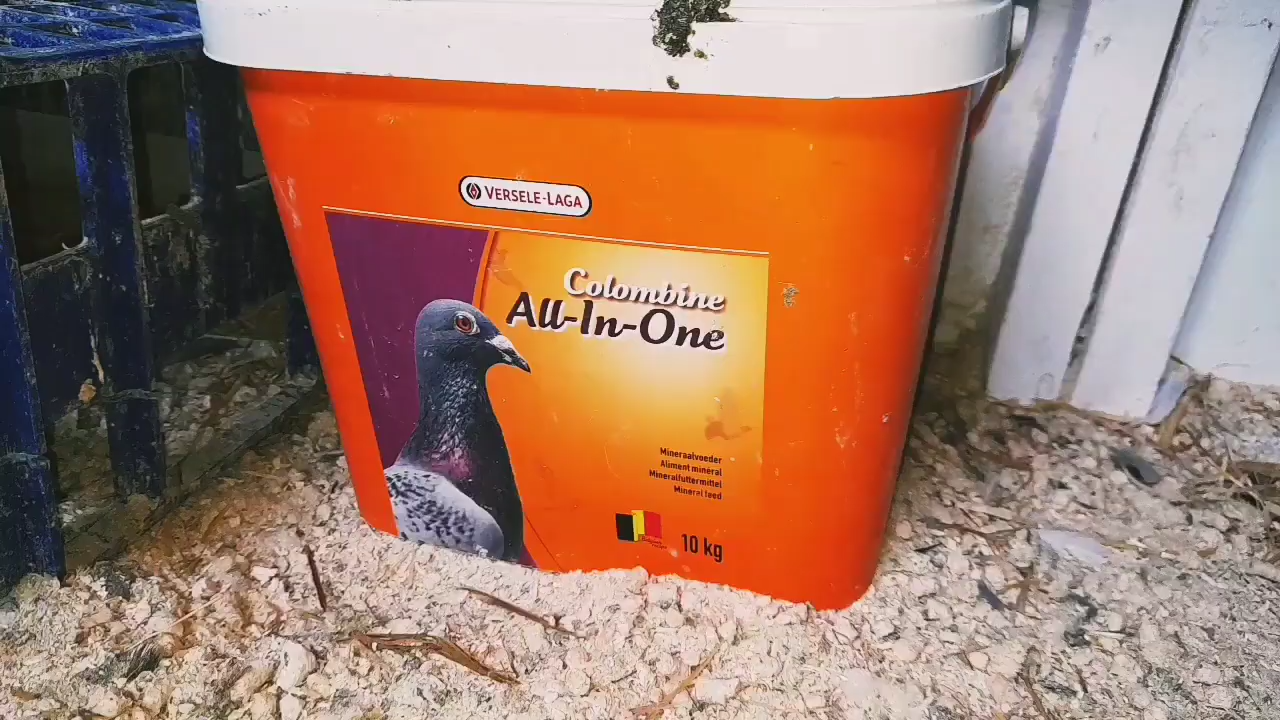 VERSELE-LAGA
Colombine
All-In-One
Mineraalvoeder
Aliment minéral
Mineralfuttermittel
Mineral feed
10 kg